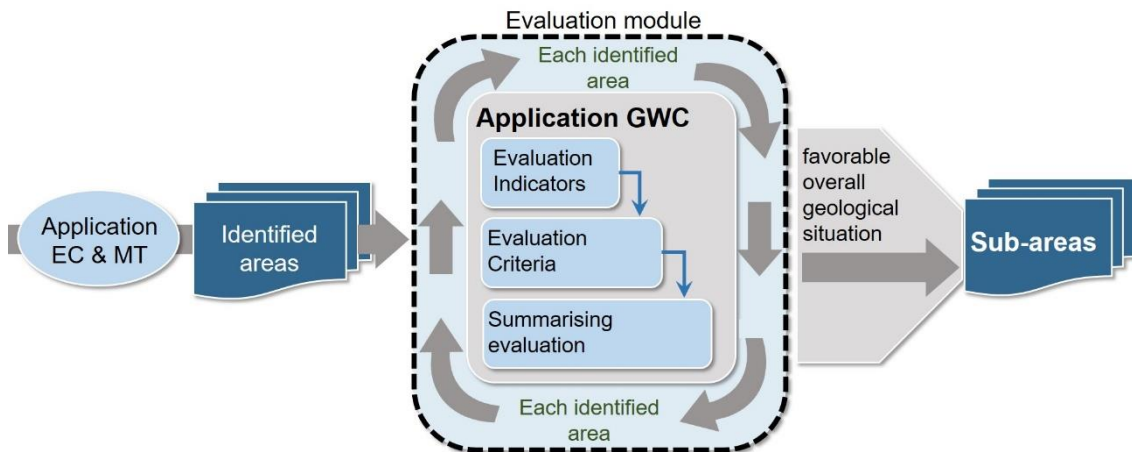 Evaluation module
Each identified
area
Application GWC
Evaluation
Indicators
Evaluation
Criteria
Summarising
evaluation
Each identified
area
Application
EC & MT
Identified
areas
favorable
overall
geological
situation
Sub-areas